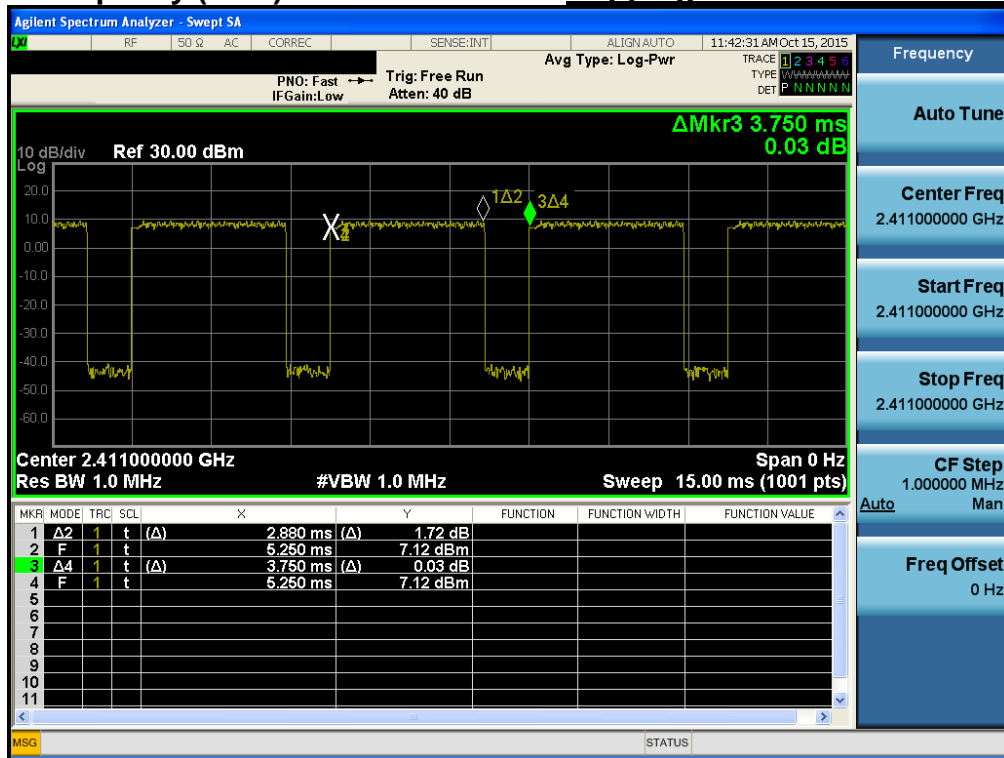 Agilent Spectrum Analyzer - Swept SA
LXI RF 50 Ω AC CORREC SENSE:INT ALIGN AUTO 11:42:31 AM Oct 15, 2015
Avg Type: Log-Pwr TRACE 1 2 3 4 5 6
PNO: Fast Trig: Free Run TYPE
IFGain:Low Atten: 40 dB DET P N N N N N
ΔMkr3 3.750 ms
0.03 dB
10 dB/div Ref 30.00 dBm
Log
20.0
10.0
0.00
-10.0
-20.0
-30.0
-40.0
-50.0
-60.0
1Δ2
3Δ4
X
Center 2.411000000 GHz Span 0 Hz
Res BW 1.0 MHz #VBW 1.0 MHz Sweep 15.00 ms (1001 pts)
MKR MODE TRC SCL X Y FUNCTION FUNCTION WIDTH FUNCTION VALUE
1 Δ2 1 t (Δ) 2.880 ms (Δ) 1.72 dB
2 F 1 t 5.250 ms 7.12 dBm
3 Δ4 1 t (Δ) 3.750 ms (Δ) 0.03 dB
4 F 1 t 5.250 ms 7.12 dBm
5
6
7
8
9
10
11
MSG STATUS
Frequency
Auto Tune
Center Freq
2.411000000 GHz
Start Freq
2.411000000 GHz
Stop Freq
2.411000000 GHz
CF Step
1.000000 MHz
Auto Man
Freq Offset
0 Hz